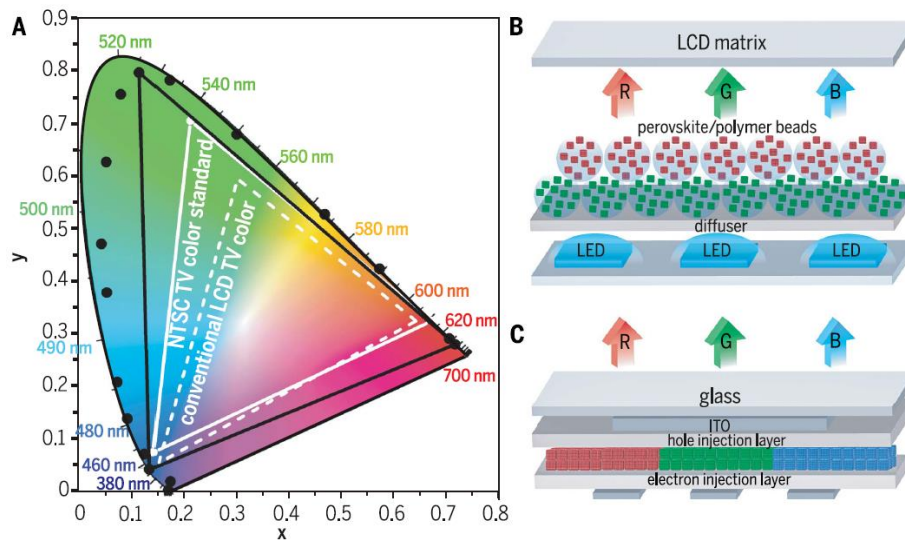 A
0.9
0.8
0.7
0.6
0.5
0.4
0.3
0.2
0.1
0
y
0
0.1
0.2
0.3
0.4
0.5
0.6
0.7
0.8
x
520 nm
540 nm
560 nm
580 nm
600 nm
620 nm
700 nm
500 nm
490 nm
480 nm
460 nm
380 nm
NTSC TV color standard
conventional LCD TV color
B
LCD matrix
R
G
B
perovskite/polymer beads
diffuser
LED
LED
LED
C
R
G
B
glass
ITO
hole injection layer
electron injection layer